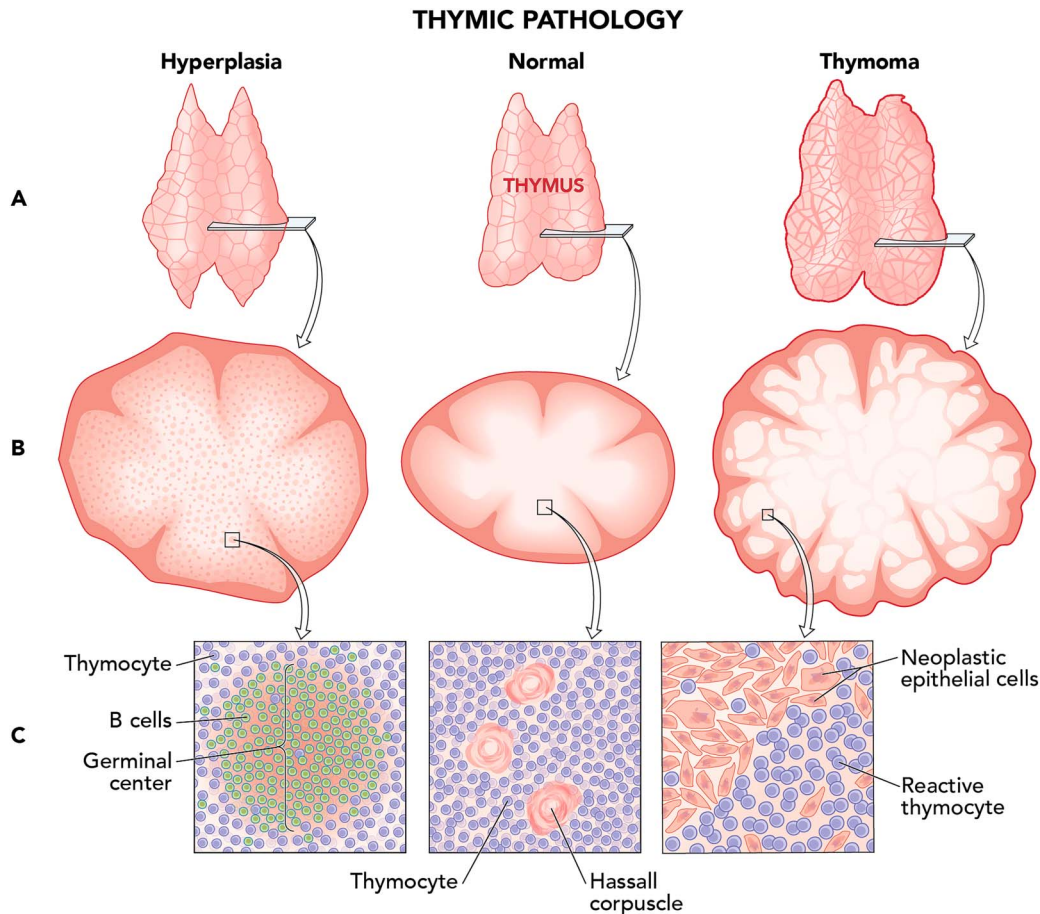 THYMIC PATHOLOGY
Hyperplasia
Normal
Thymoma
A
THYMUS
B
C
Thymocyte
B cells
Germinal
center
Thymocyte
Hassall
corpuscle
Neoplastic
epithelial cells
Reactive
thymocyte